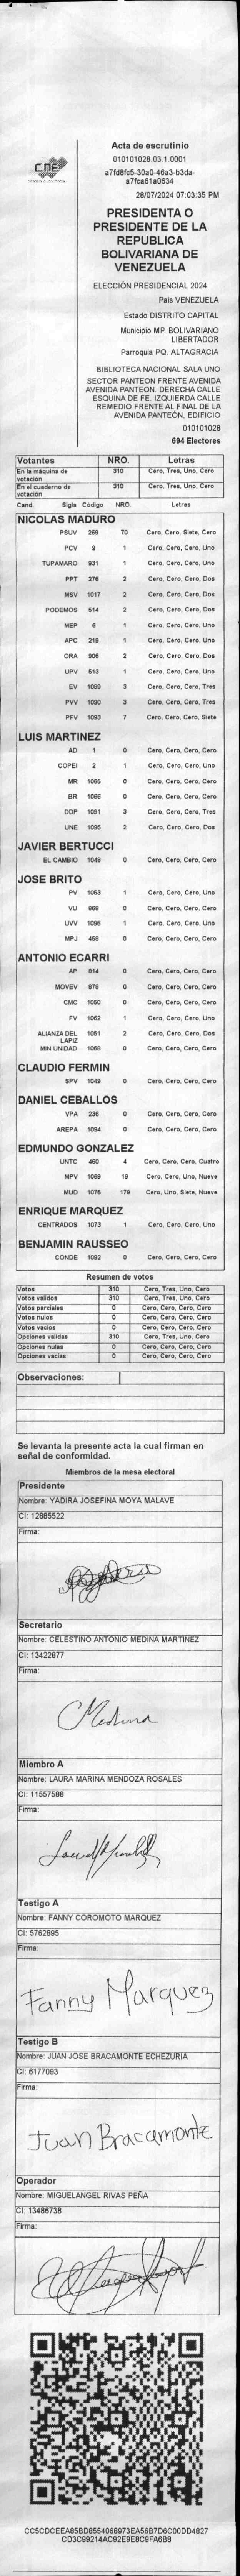 CNE
Acta de escrutinio
010101028.03.1.0001
a7fd8fc5-30a0-46a3-b3da-
a7fca61a0634
28/07/2024 07:03:35 PM
PRESIDENTA O
PRESIDENTE DE LA
REPUBLICA
BOLIVARIANA DE
VENEZUELA
ELECCIÓN PRESIDENCIAL 2024
País VENEZUELA
Estado DISTRITO CAPITAL
Municipio MP. BOLIVARIANO
LIBERTADOR
Parroquia PQ. ALTAGRACIA
BIBLIOTECA NACIONAL SALA UNO
SECTOR PANTEON FRENTE AVENIDA
AVENIDA PANTEON. DERECHA CALLE
ESQUINA DE FE. IZQUIERDA CALLE
REMEDIO FRENTE AL FINAL DE LA
AVENIDA PANTEÓN, EDIFICIO
010101028
694 Electores
Votantes NRO. Letras
En la máquina de votación 310 Cero, Tres, Uno, Cero
En el cuaderno de votación 310 Cero, Tres, Uno, Cero
Cand. Sigla Código NRO. Letras
NICOLAS MADURO
PSUV 268 70 Cero, Cero, Siete, Cero
PCV 9 1 Cero, Cero, Cero, Uno
TUPAMARO 931 1 Cero, Cero, Cero, Uno
PPT 276 2 Cero, Cero, Cero, Dos
MSV 1017 2 Cero, Cero, Cero, Dos
PODEMOS 514 2 Cero, Cero, Cero, Dos
MEP 6 1 Cero, Cero, Cero, Uno
APC 219 1 Cero, Cero, Cero, Uno
ORA 906 2 Cero, Cero, Cero, Dos
UPV 513 1 Cero, Cero, Cero, Uno
EV 1089 3 Cero, Cero, Cero, Tres
PVV 1090 3 Cero, Cero, Cero, Tres
PFV 1093 7 Cero, Cero, Cero, Siete
LUIS MARTINEZ
AD 1 0 Cero, Cero, Cero, Cero
COPEI 2 1 Cero, Cero, Cero, Uno
MR 1065 0 Cero, Cero, Cero, Cero
BR 1066 0 Cero, Cero, Cero, Cero
DDP 1091 3 Cero, Cero, Cero, Tres
UNE 1095 2 Cero, Cero, Cero, Dos
JAVIER BERTUCCI
EL CAMBIO 1048 0 Cero, Cero, Cero, Cero
JOSE BRITO
PV 1053 1 Cero, Cero, Cero, Uno
VU 869 0 Cero, Cero, Cero, Cero
UVV 1096 1 Cero, Cero, Cero, Uno
MPJ 458 0 Cero, Cero, Cero, Cero
ANTONIO ECARRI
AP 814 0 Cero, Cero, Cero, Cero
MOVEV 878 0 Cero, Cero, Cero, Cero
CMC 1050 0 Cero, Cero, Cero, Cero
FV 1062 1 Cero, Cero, Cero, Uno
ALIANZA DEL LAPIZ 1051 2 Cero, Cero, Cero, Dos
MIN UNIDAD 1068 0 Cero, Cero, Cero, Cero
CLAUDIO FERMIN
SPV 1049 0 Cero, Cero, Cero, Cero
DANIEL CEBALLOS
VPA 236 0 Cero, Cero, Cero, Cero
AREPA 1094 0 Cero, Cero, Cero, Cero
EDMUNDO GONZALEZ
UNTC 460 4 Cero, Cero, Cero, Cuatro
MPV 1069 19 Cero, Cero, Uno, Nueve
MUD 1075 179 Cero, Uno, Siete, Nueve
ENRIQUE MARQUEZ
CENTRADOS 1073 1 Cero, Cero, Cero, Uno
BENJAMIN RAUSSEO
CONDE 1092 0 Cero, Cero, Cero, Cero
Resumen de votos
Votos 310 Cero, Tres, Uno, Cero
Votos validos 310 Cero, Tres, Uno, Cero
Votos parciales 0 Cero, Cero, Cero, Cero
Votos nulos 0 Cero, Cero, Cero, Cero
Votos vacios 0 Cero, Cero, Cero, Cero
Opciones validas 310 Cero, Tres, Uno, Cero
Opciones nulas 0 Cero, Cero, Cero, Cero
Opciones vacias 0 Cero, Cero, Cero, Cero
Observaciones:
Se levanta la presente acta la cual firman en
señal de conformidad.
Miembros de la mesa electoral
Presidente
Nombre: YADIRA JOSEFINA MOYA MALAVE
CI: 12885522
Firma:
Secretario
Nombre: CELESTINO ANTONIO MEDINA MARTINEZ
CI: 13422877
Firma:
CMedina
Miembro A
Nombre: LAURA MARINA MENDOZA ROSALES
CI: 11557588
Firma:
Testigo A
Nombre: FANNY COROMOTO MARQUEZ
CI: 5762895
Firma:
Fanny Marquez
Testigo B
Nombre: JUAN JOSE BRACAMONTE ECHEZURIA
CI: 6177093
Firma:
Juan Bracamonte
Operador
Nombre: MIGUELANGEL RIVAS PEÑA
CI: 13486738
Firma:
CC5CDCEEA85BD8554068973EA56B7D6C00DD4627
CD3C99214AC92E9E8C9FA6B8